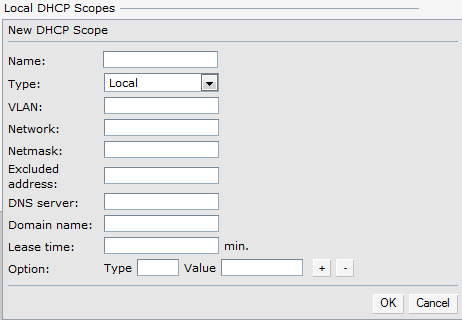 Local DHCP Scopes
New DHCP Scope
Name:
Type: Local
VLAN:
Network:
Netmask:
Excluded
address:
DNS server:
Domain name:
Lease time: min.
Option: Type Value + -
OK Cancel